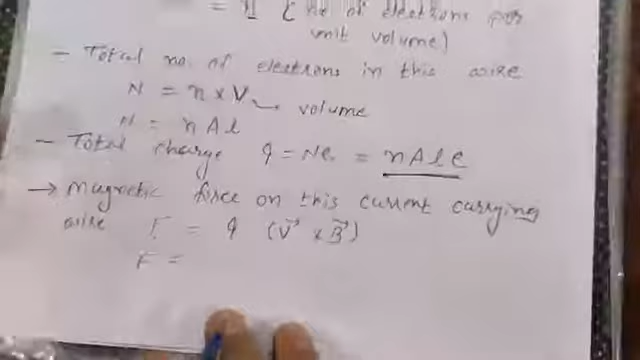 = n (no of electrons per
unit volume)
- Total no. of electrons in this wire
N = n x V → volume
N = n A l
- Total charge q = Ne = n A l e
→ Magnetic force on this current carrying
wire F = q (V⃗ x B⃗)
F =